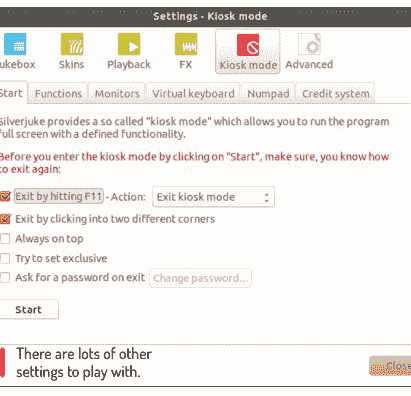 Settings - Kiosk mode
ukebox Skins Playback FX Kiosk mode Advanced
Start Functions Monitors Virtual keyboard Numpad Credit system
Silverjuke provides a so called "kiosk mode" which allows you to run the program
full screen with a defined functionality.
Before you enter the kiosk mode by clicking on "Start", make sure, you know how
to exit again:
Exit by hitting F11 - Action: Exit kiosk mode
Exit by clicking into two different corners
Always on top
Try to set exclusive
Ask for a password on exit Change password...
Start
There are lots of other
settings to play with.
Close